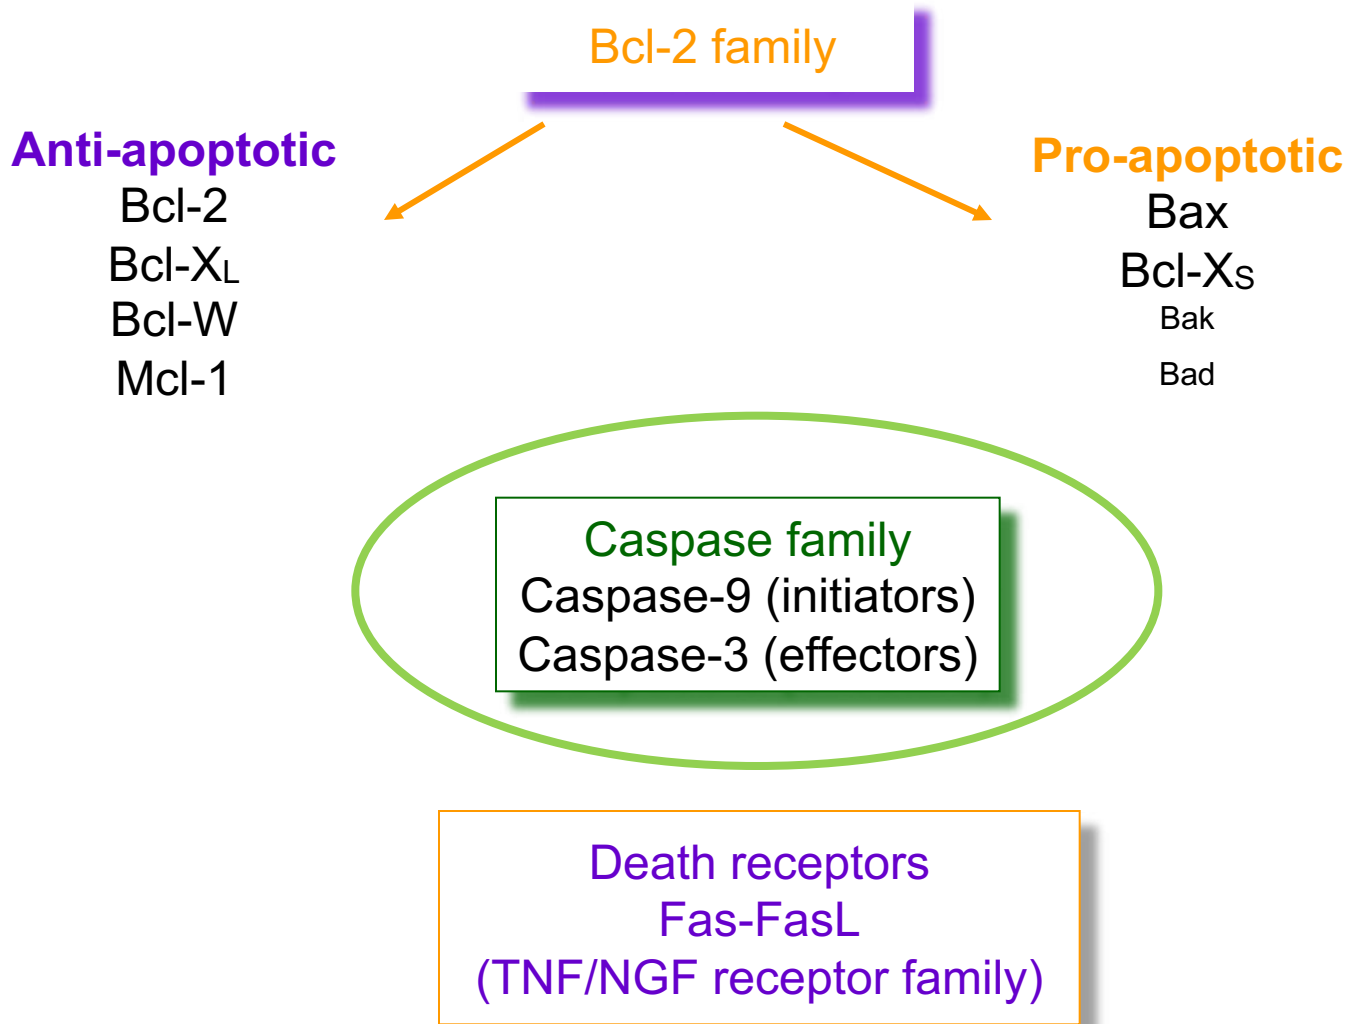 Bcl-2 family
Anti-apoptotic
Bcl-2
Bcl-XL
Bcl-W
Mcl-1
Pro-apoptotic
Bax
Bcl-XS
Bak
Bad
Caspase family
Caspase-9 (initiators)
Caspase-3 (effectors)
Death receptors
Fas-FasL
(TNF/NGF receptor family)